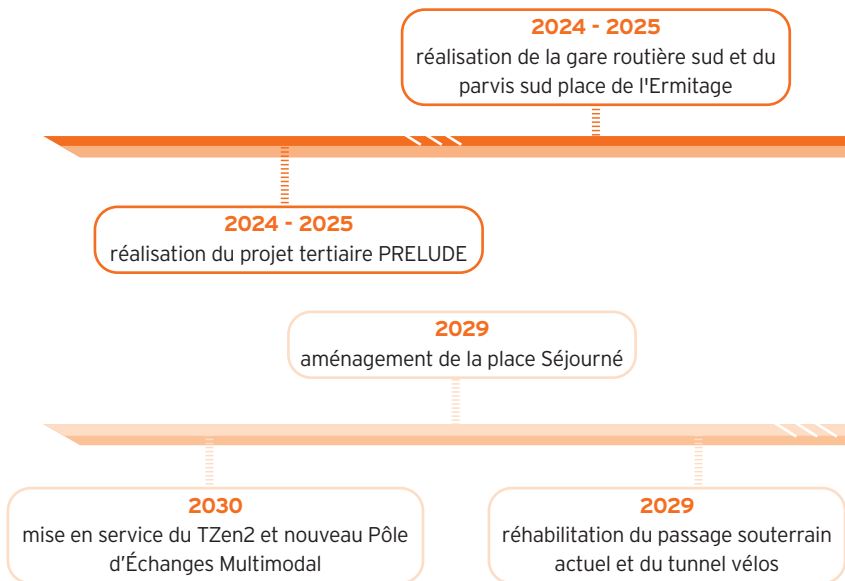 2024 - 2025
réalisation de la gare routière sud et du
parvis sud place de l'Ermitage
2024 - 2025
réalisation du projet tertiaire PRELUDE
2029
aménagement de la place Séjourné
2030
mise en service du TZen2 et nouveau Pôle
d’Échanges Multimodal
2029
réhabilitation du passage souterrain
actuel et du tunnel vélos